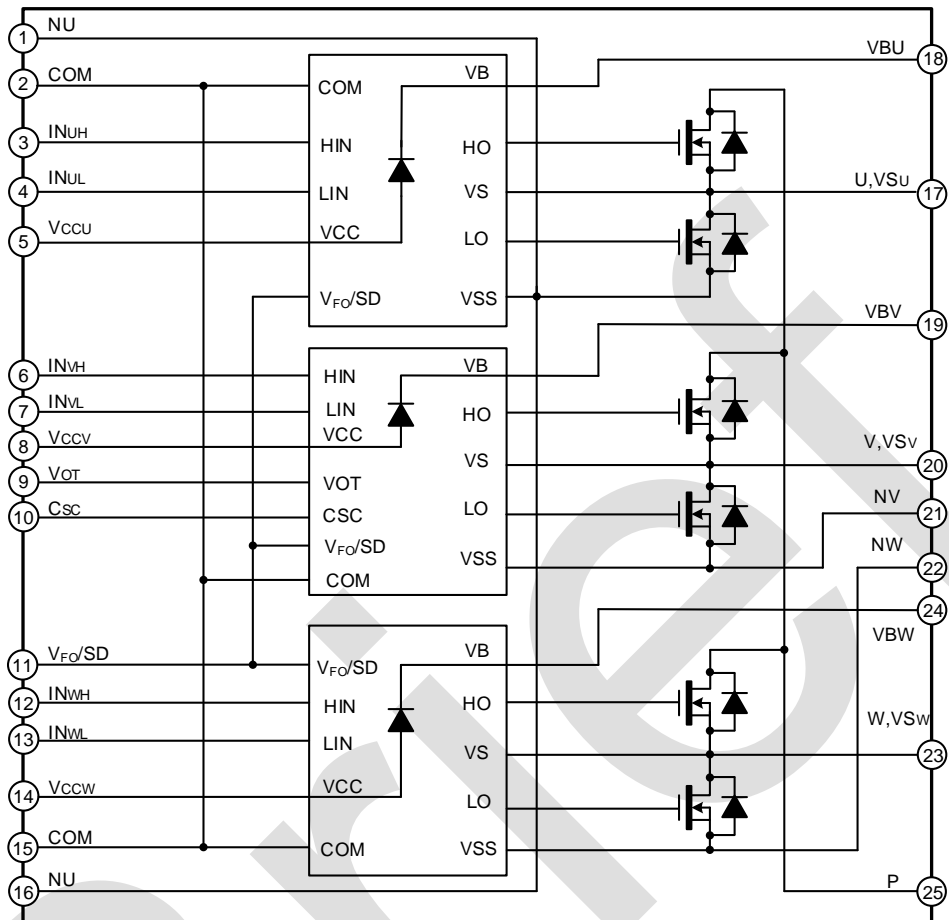 1 NU
2 COM
3 INUH
4 INUL
5 VCCU
6 INVH
7 INVL
8 VCCV
9 VOT
10 CSC
11 VFO/SD
12 INWH
13 INWL
14 VCCW
15 COM
16 NU
COM
HIN
LIN
VCC
VFO/SD
VB
HO
VS
LO
VSS
HIN
LIN
VCC
VOT
CSC
VFO/SD
COM
VB
HO
VS
LO
VSS
VFO/SD
HIN
LIN
VCC
COM
VB
HO
VS
LO
VSS
VBU 18
U,VSU 17
VBV 19
V,VSV 20
NV 21
NW 22
24
VBW
W,VSW 23
P 25